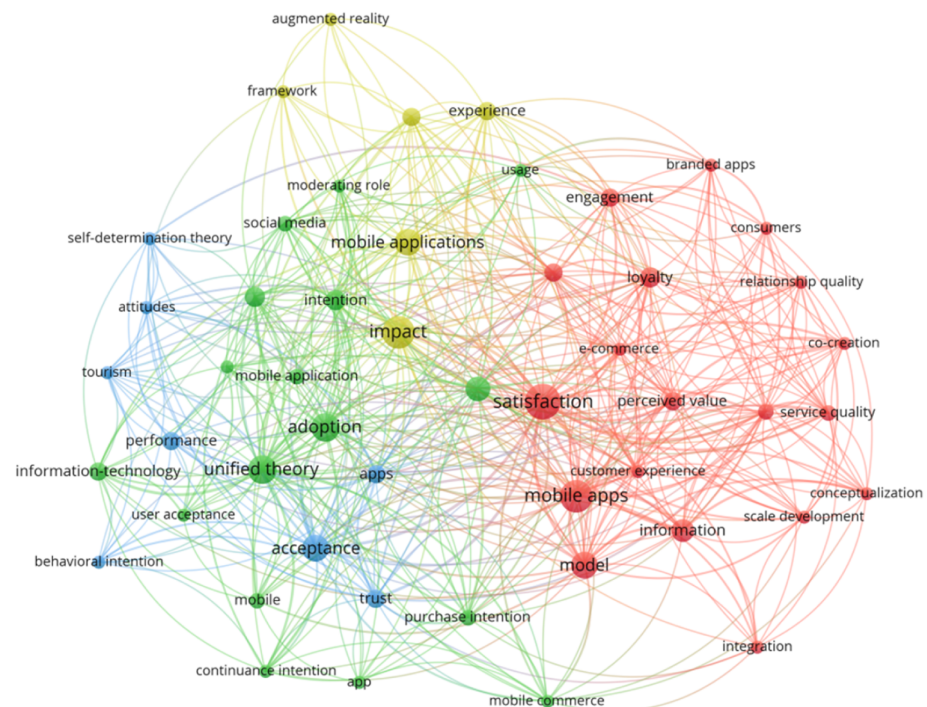 augmented reality
framework
experience
usage
branded apps
moderating role
engagement
social media
consumers
self-determination theory
mobile applications
loyalty
relationship quality
intention
attitudes
impact
co-creation
e-commerce
tourism
mobile application
satisfaction
perceived value
service quality
adoption
performance
information-technology
unified theory
apps
customer experience
mobile apps
conceptualization
user acceptance
scale development
information
acceptance
behavioral intention
model
mobile
trust
purchase intention
integration
continuance intention
app
mobile commerce